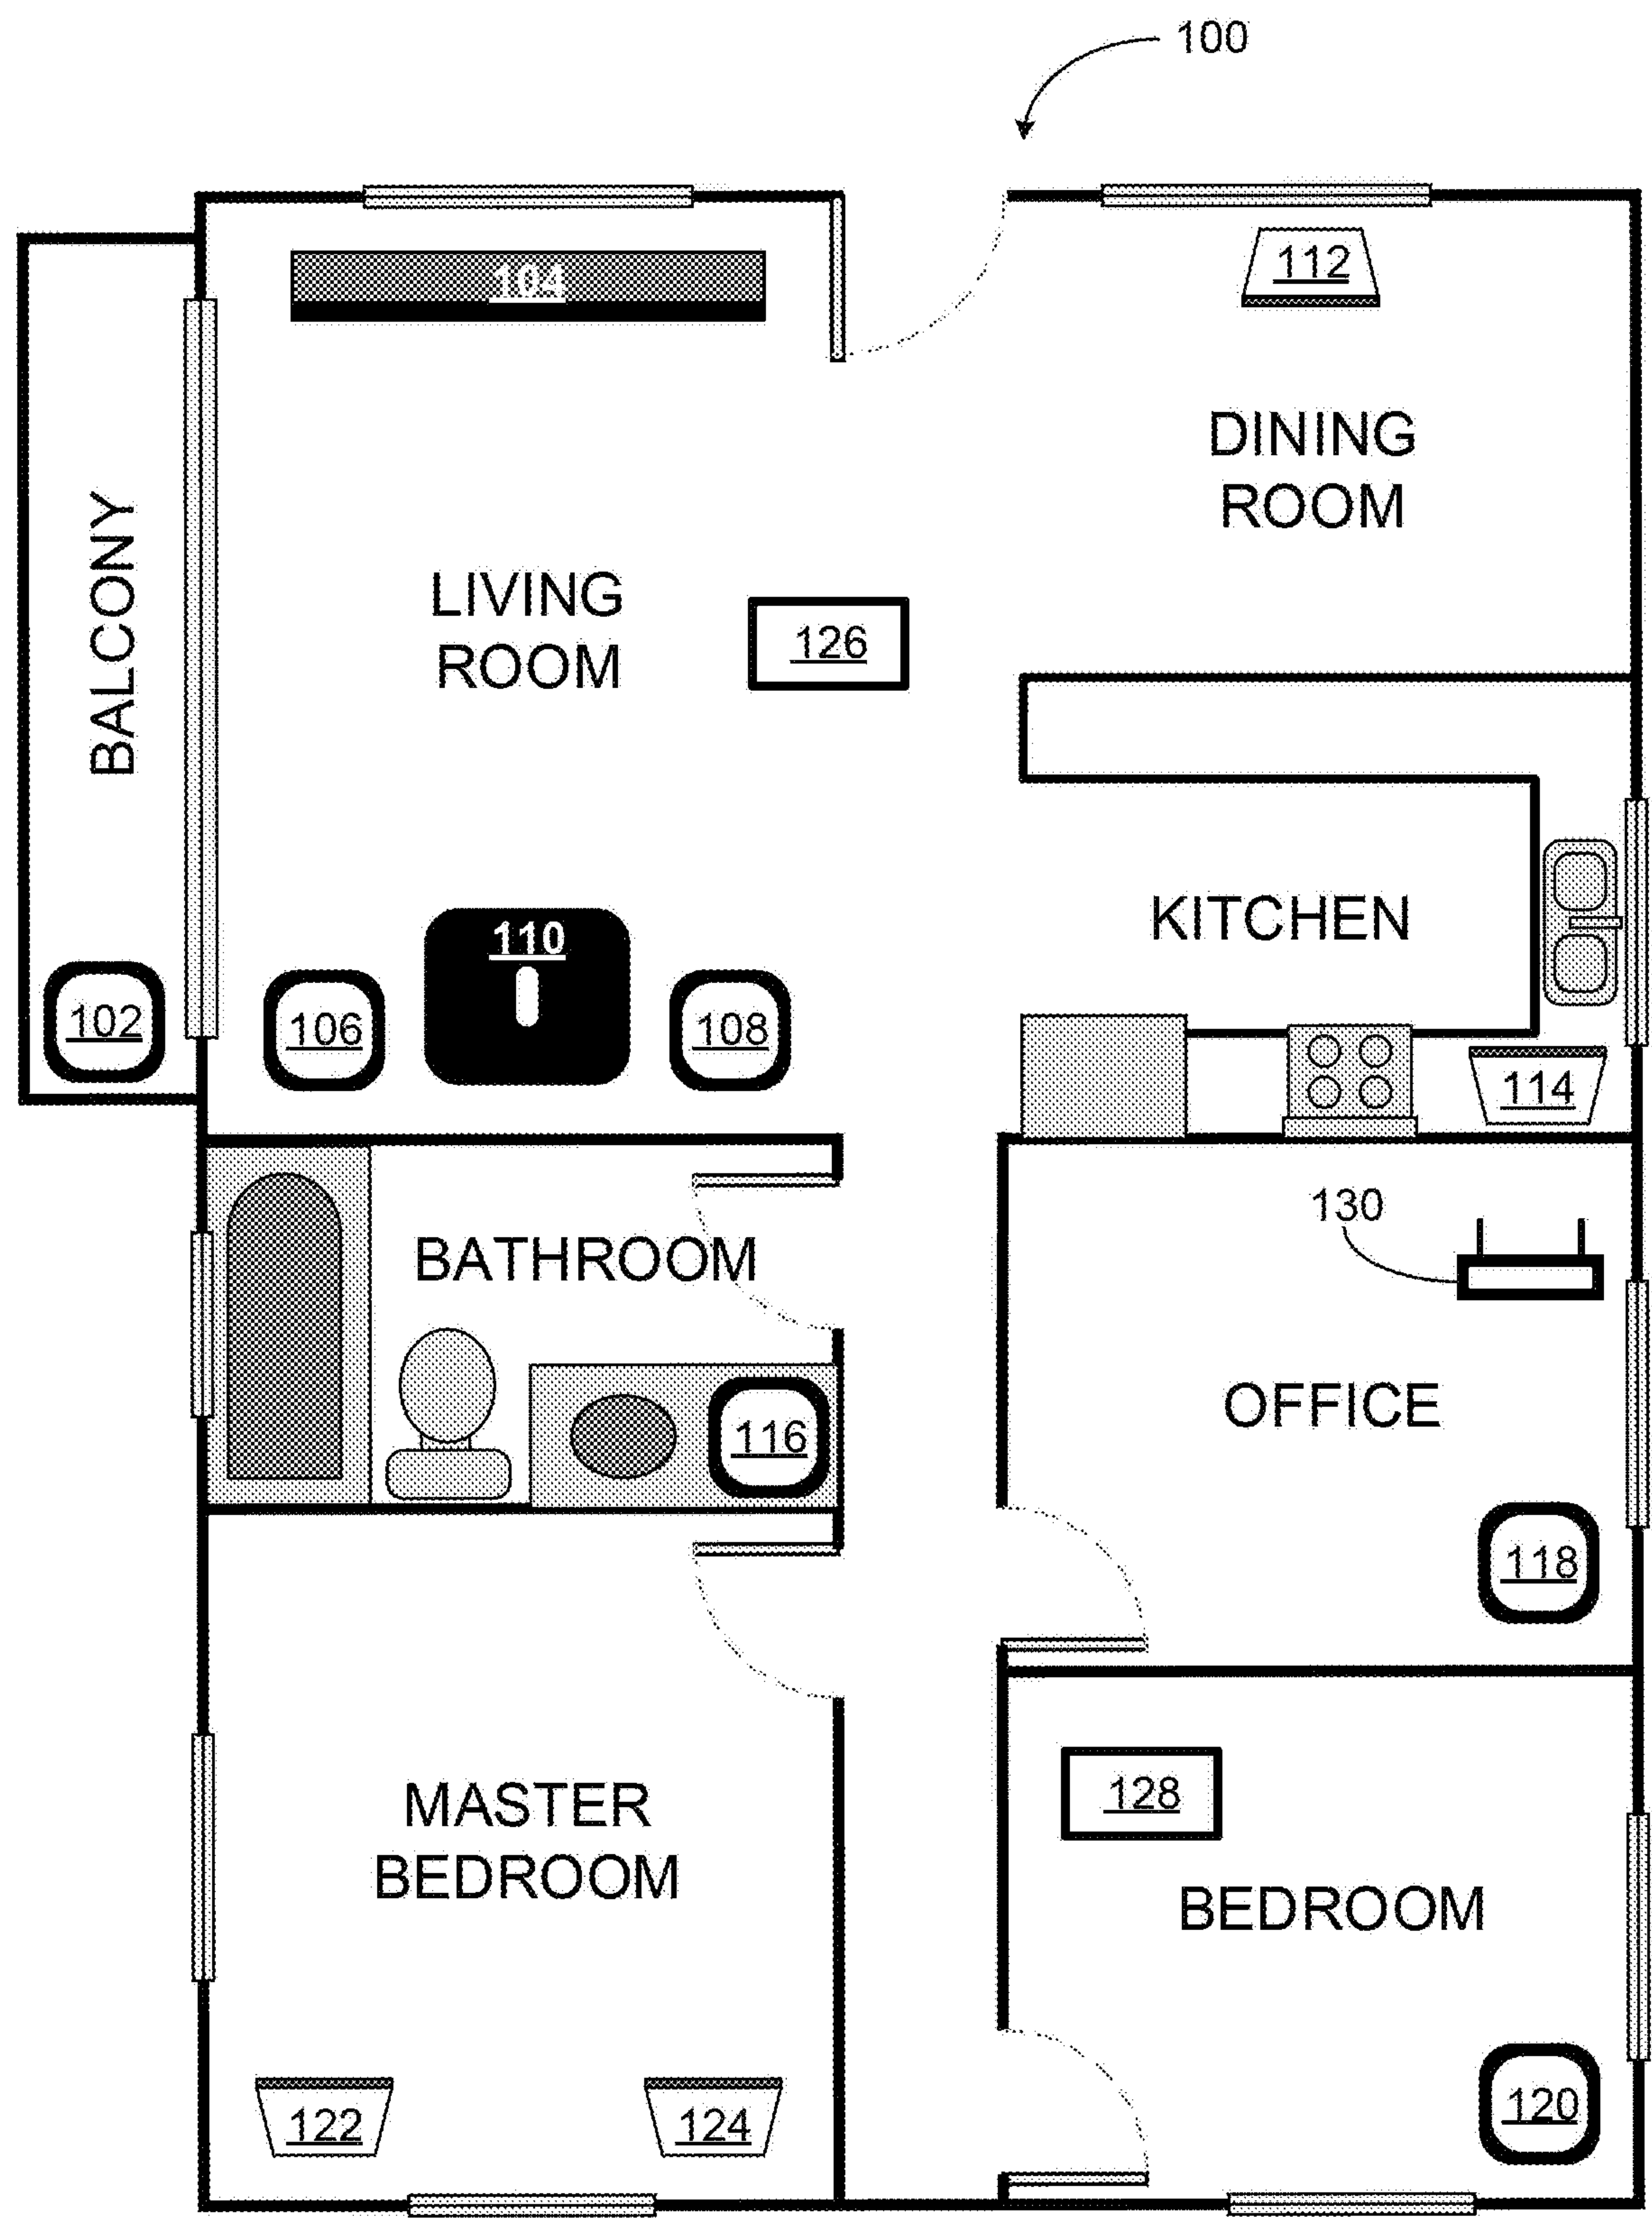 100
104
112
DINING
ROOM
BALCONY
LIVING
ROOM
126
KITCHEN
110
102
106
108
114
130
BATHROOM
OFFICE
116
118
128
MASTER
BEDROOM
BEDROOM
120
122
124